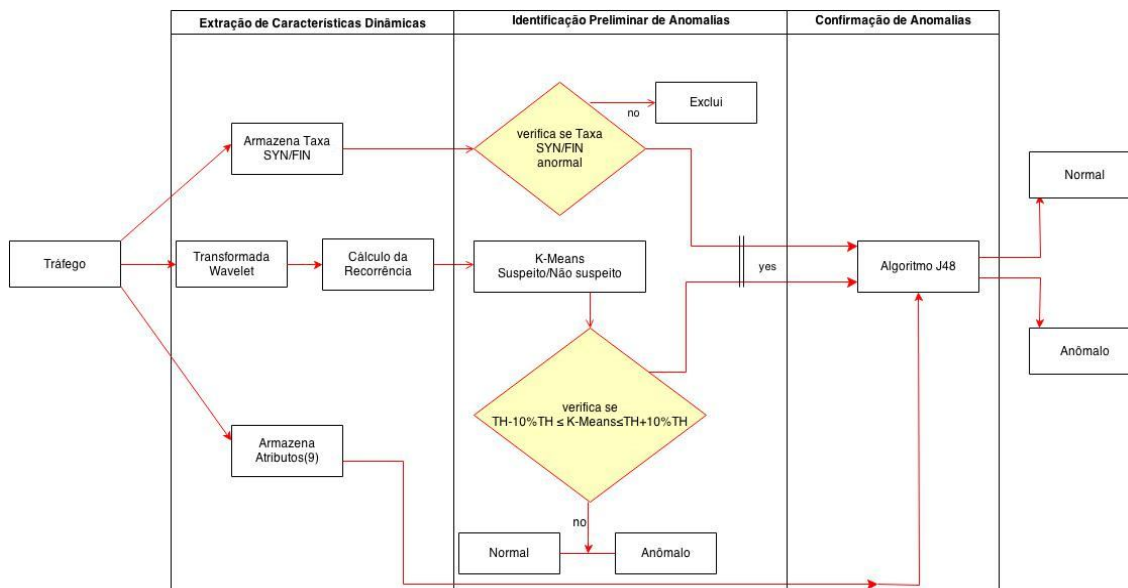 Extração de Características Dinâmicas
Identificação Preliminar de Anomalias
Confirmação de Anomalias
Exclui
no
verifica se Taxa
SYN/FIN
anormal
Armazena Taxa
SYN/FIN
Normal
Tráfego
Transformada
Wavelet
Cálculo da
Recorrência
K-Means
Suspeito/Não suspeito
yes
Algoritmo J48
Anômalo
verifica se
TH-10%TH ≤ K-Means≤TH+10%TH
Armazena
Atributos(9)
no
Normal
Anômalo